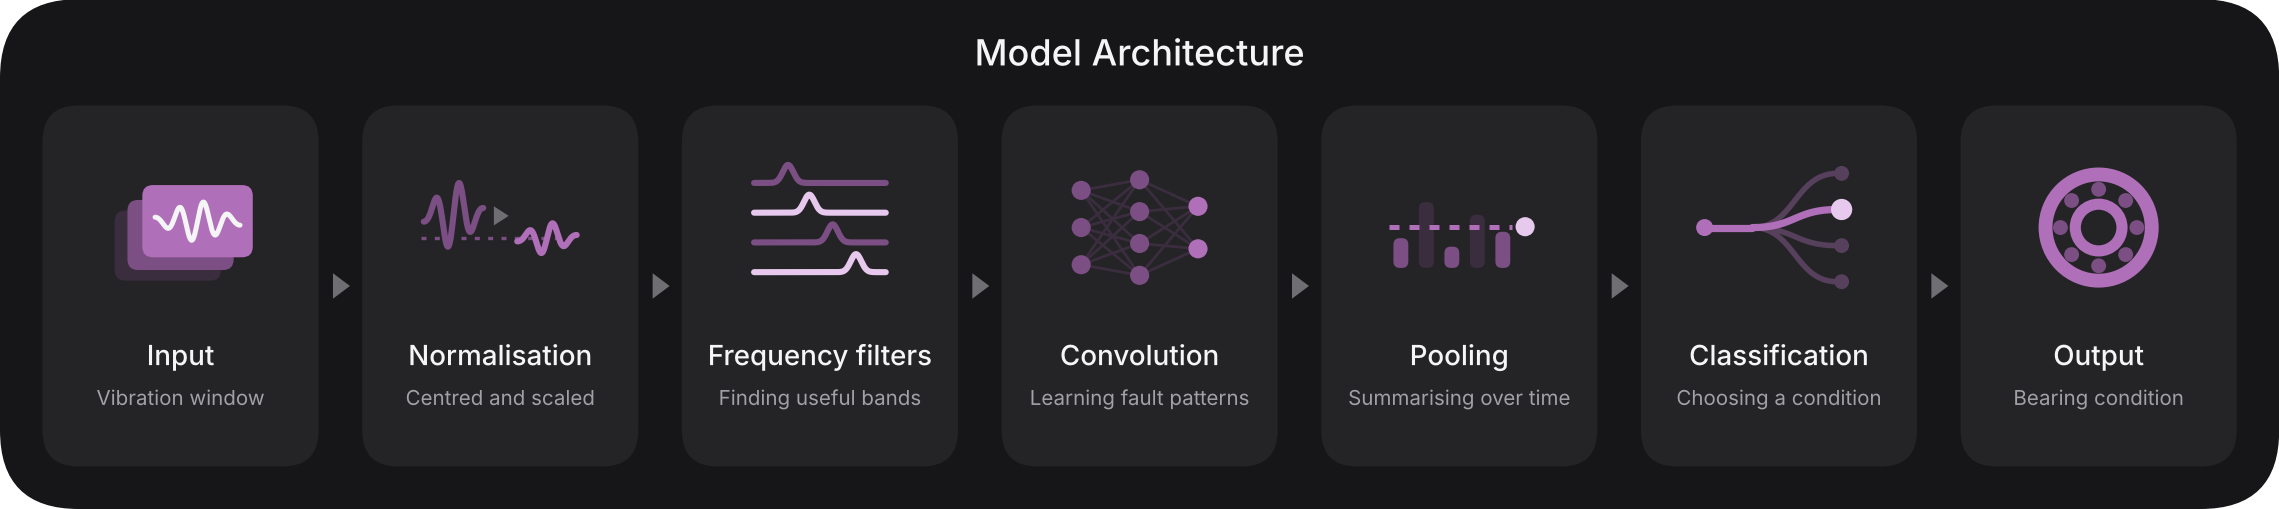 Model Architecture
Input
Vibration window
Normalisation
Centred and scaled
Frequency filters
Finding useful bands
Convolution
Learning fault patterns
Pooling
Summarising over time
Classification
Choosing a condition
Output
Bearing condition